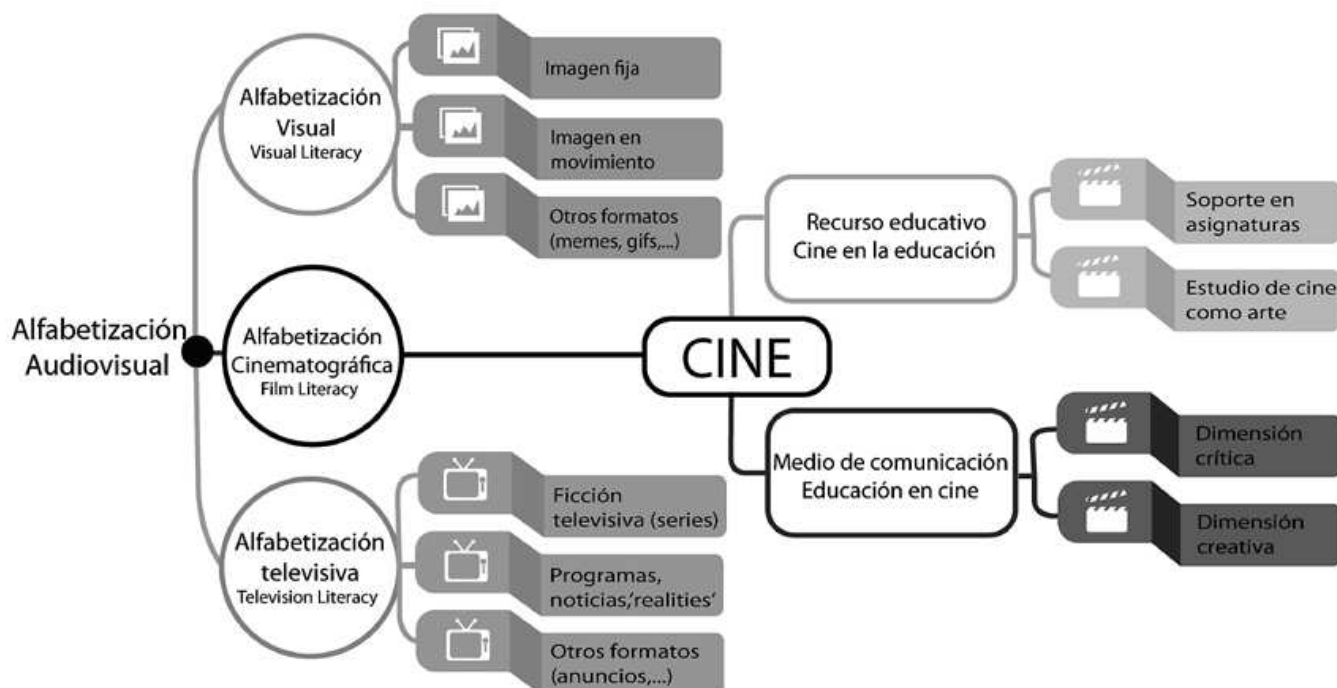 Alfabetización
Audiovisual
Alfabetización
Visual
Visual Literacy
Imagen fija
Imagen en
movimiento
Otros formatos
(memes, gifs,...)
Alfabetización
Cinematográfica
Film Literacy
CINE
Recurso educativo
Cine en la educación
Soporte en
asignaturas
Estudio de cine
como arte
Medio de comunicación
Educación en cine
Dimensión
crítica
Dimensión
creativa
Alfabetización
televisiva
Television Literacy
Ficción
televisiva (series)
Programas,
noticias,‘realities’
Otros formatos
(anuncios,...)